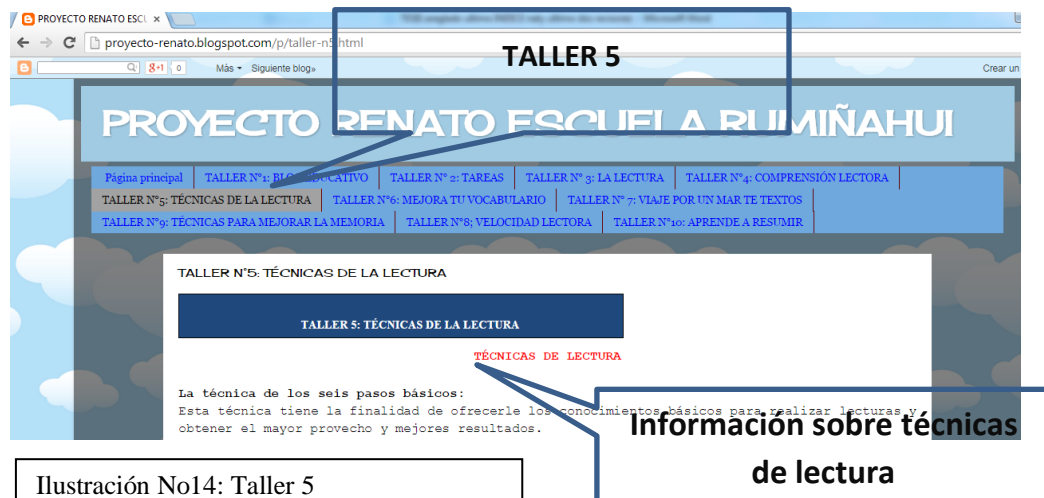 PROYECTO RENATO ESCU
proyecto-renato.blogspot.com/p/taller-n5.html
g+1 0 Más Siguiente blog» Crear un
TALLER 5
PROYECTO RENATO ESCUELA RUMIÑAHUI
Página principal TALLER Nº1: BLOG EDUCATIVO TALLER Nº 2: TAREAS TALLER Nº 3: LA LECTURA TALLER Nº4: COMPRENSIÓN LECTORA
TALLER Nº5: TÉCNICAS DE LA LECTURA TALLER Nº6: MEJORA TU VOCABULARIO TALLER Nº 7: VIAJE POR UN MAR TE TEXTOS
TALLER Nº9: TÉCNICAS PARA MEJORAR LA MEMORIA TALLER Nº8; VELOCIDAD LECTORA TALLER Nº10: APRENDE A RESUMIR
TALLER N°5: TÉCNICAS DE LA LECTURA
TALLER 5: TÉCNICAS DE LA LECTURA
TÉCNICAS DE LECTURA
La técnica de los seis pasos básicos:
Esta técnica tiene la finalidad de ofrecerle los conocimientos básicos para realizar lecturas y
obtener el mayor provecho y mejores resultados.
Información sobre técnicas
de lectura
Ilustración No14: Taller 5